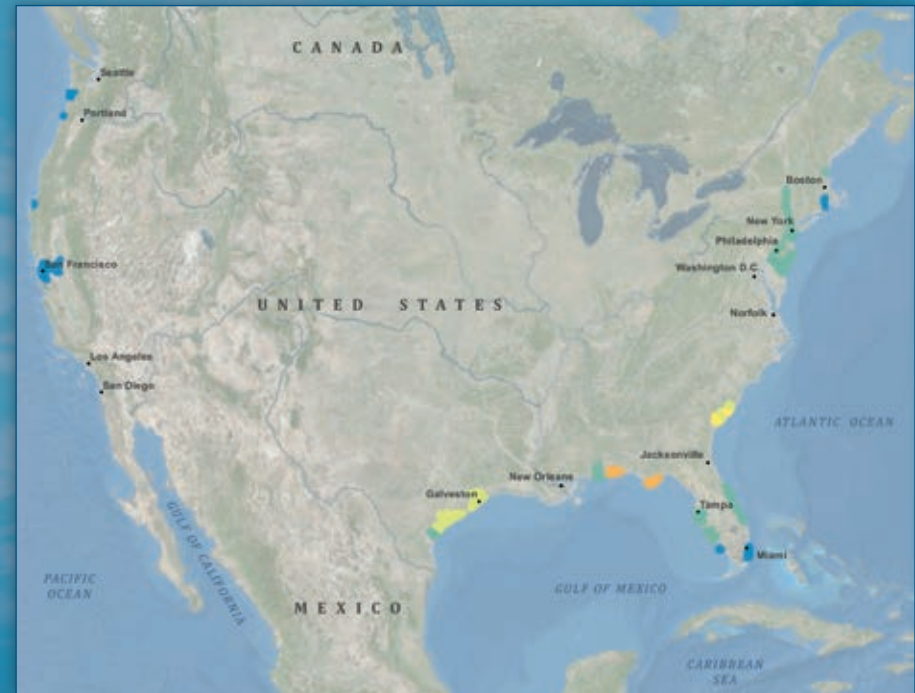 CANADA
Seattle
Portland
Boston
New York
Philadelphia
San Francisco
Washington D.C.
UNITED STATES
Norfolk
Los Angeles
San Diego
ATLANTIC OCEAN
Jacksonville
New Orleans
Galveston
Tampa
GULF OF CALIFORNIA
Miami
PACIFIC
OCEAN
GULF OF MEXICO
MEXICO
CARIBBEAN
SEA